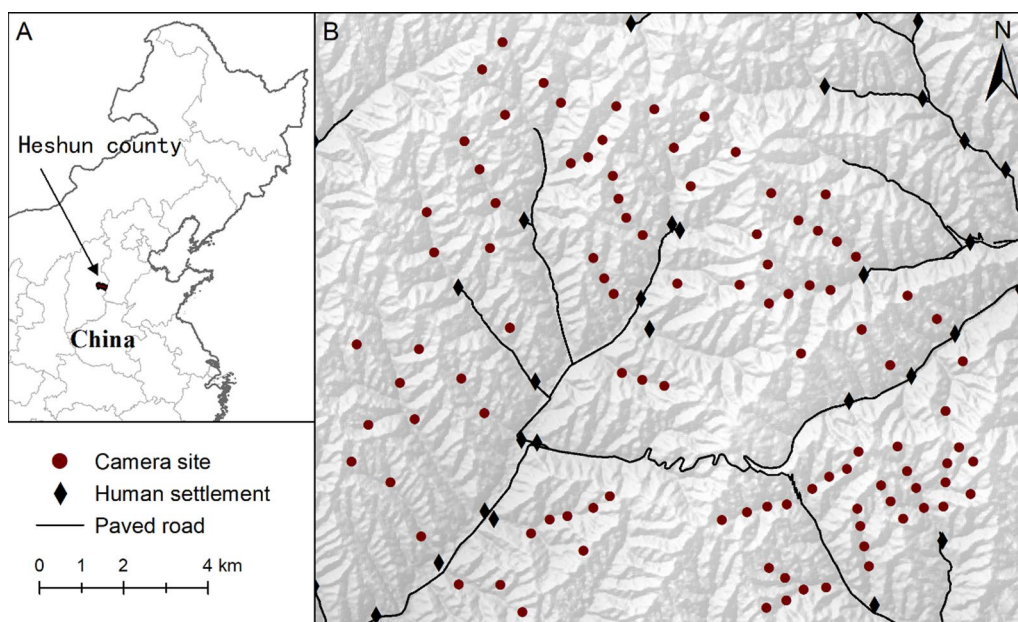 A
Heshun county
China
B
N
Camera site
Human settlement
Paved road
0 1 2 4 km